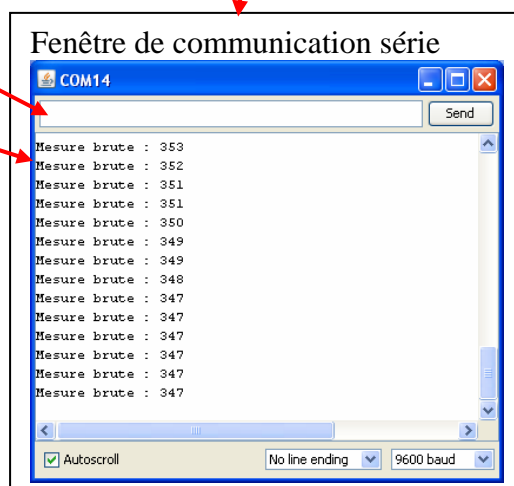 Fenêtre de communication série
COM14
Send
Mesure brute : 353
Mesure brute : 352
Mesure brute : 351
Mesure brute : 351
Mesure brute : 350
Mesure brute : 349
Mesure brute : 349
Mesure brute : 348
Mesure brute : 347
Mesure brute : 347
Mesure brute : 347
Mesure brute : 347
Mesure brute : 347
Mesure brute : 347
Autoscroll No line ending 9600 baud